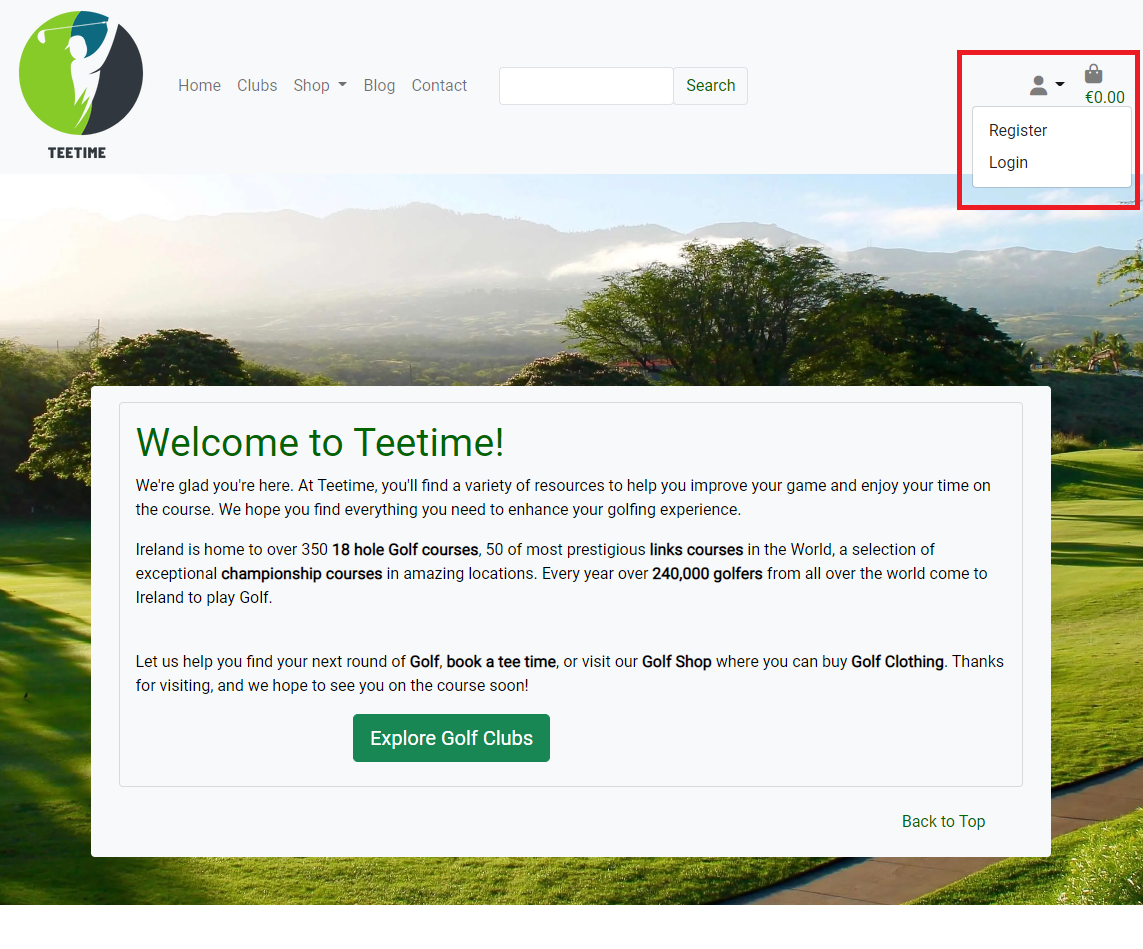 TEETIME
Home Clubs Shop Blog Contact Search
€0.00
Register
Login
Welcome to Teetime!
We're glad you're here. At Teetime, you'll find a variety of resources to help you improve your game and enjoy your time on
the course. We hope you find everything you need to enhance your golfing experience.
Ireland is home to over 350 18 hole Golf courses, 50 of most prestigious links courses in the World, a selection of
exceptional championship courses in amazing locations. Every year over 240,000 golfers from all over the world come to
Ireland to play Golf.
Let us help you find your next round of Golf, book a tee time, or visit our Golf Shop where you can buy Golf Clothing. Thanks
for visiting, and we hope to see you on the course soon!
Explore Golf Clubs
Back to Top